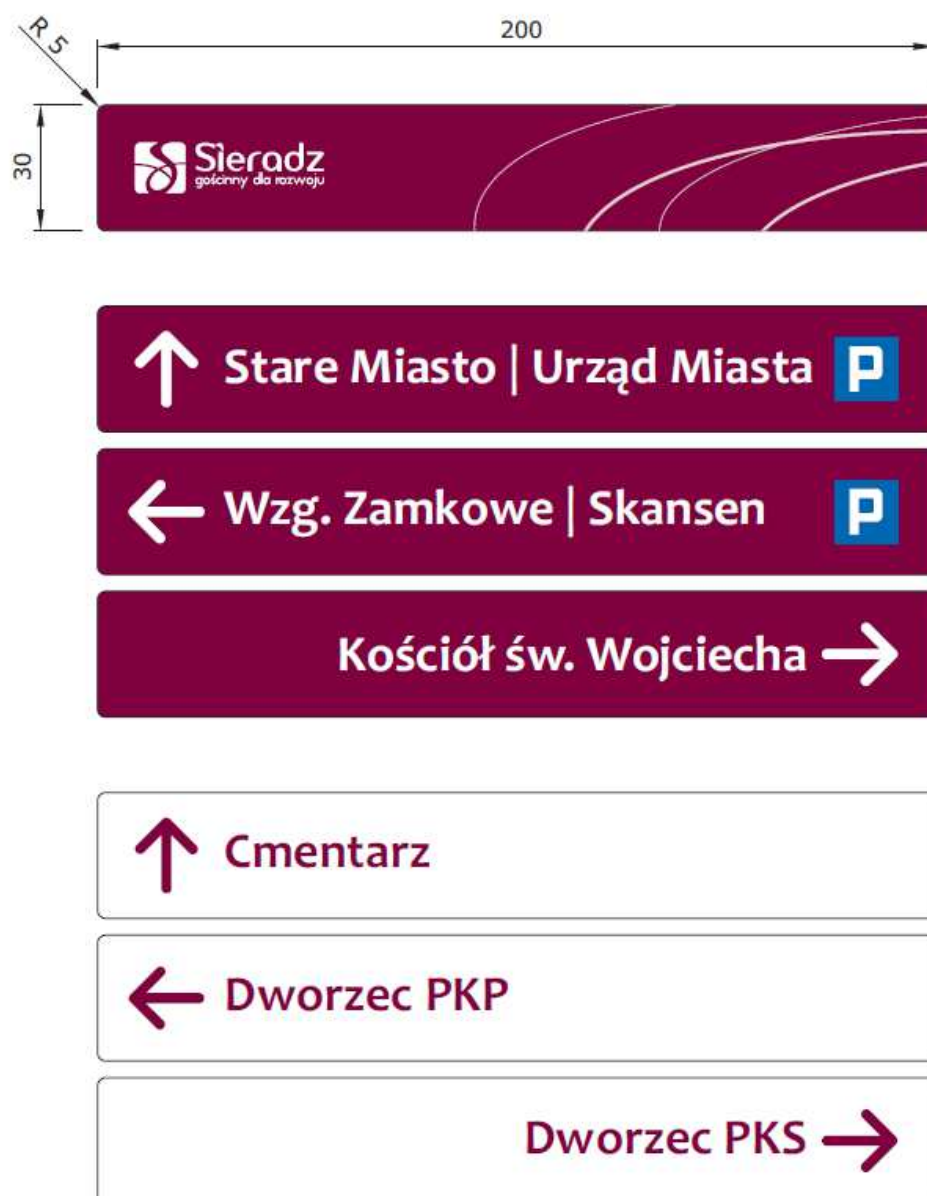 R 5
200
30
Sieradz
gościnny dla rozwoju
Stare Miasto | Urząd Miasta P
Wzg. Zamkowe | Skansen P
Kościół św. Wojciecha
Cmentarz
Dworzec PKP
Dworzec PKS